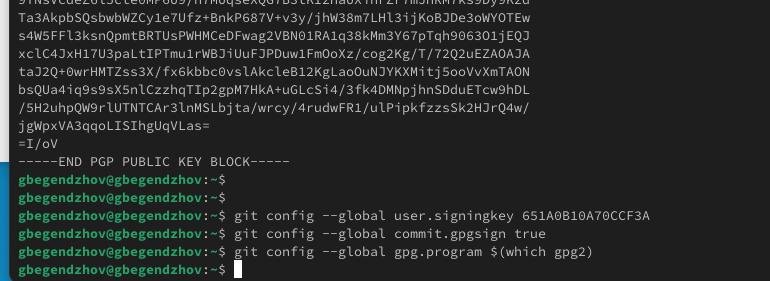 Ta3AkpbSQsbwbWZCy1e7Ufz+BnkP687V+v3y/jhW38m7LHl3ijKoBJDe3oWYOTEw
s4W5FFl3ksnQpmtBRTUsPWHMCeDFwag2VBN01RA1q38kMm3Y67pTqh9063O1jEQJ
xclC4JxH17U3paLtIPTmu1rWBJiUuFJPDuw1FmOoXz/cog2Kg/T/72Q2uEZAOAJA
taJ2Q+0wrHMTZss3X/fx6kbbc0vslAkcleB12KgLaoOuNJYKXMitj5ooVvXmTAON
bsQUa4iq9s9sX5nlCzzhqTIp2gpM7HkA+uGLcSi4/3fk4DMNpjhnSDduETcw9hDL
/5H2uhpQW9rlUTNTCAr3lnMSLbjta/wrcy/4rudwFR1/ulPipkfzzsSk2HJrQ4w/
jgWpxVA3qqoLISIhgUqVLas=
=I/oV
-----END PGP PUBLIC KEY BLOCK-----
gbegendzhov@gbegendzhov:~$
gbegendzhov@gbegendzhov:~$
gbegendzhov@gbegendzhov:~$ git config --global user.signingkey 651A0B10A70CCF3A
gbegendzhov@gbegendzhov:~$ git config --global commit.gpgsign true
gbegendzhov@gbegendzhov:~$ git config --global gpg.program $(which gpg2)
gbegendzhov@gbegendzhov:~$